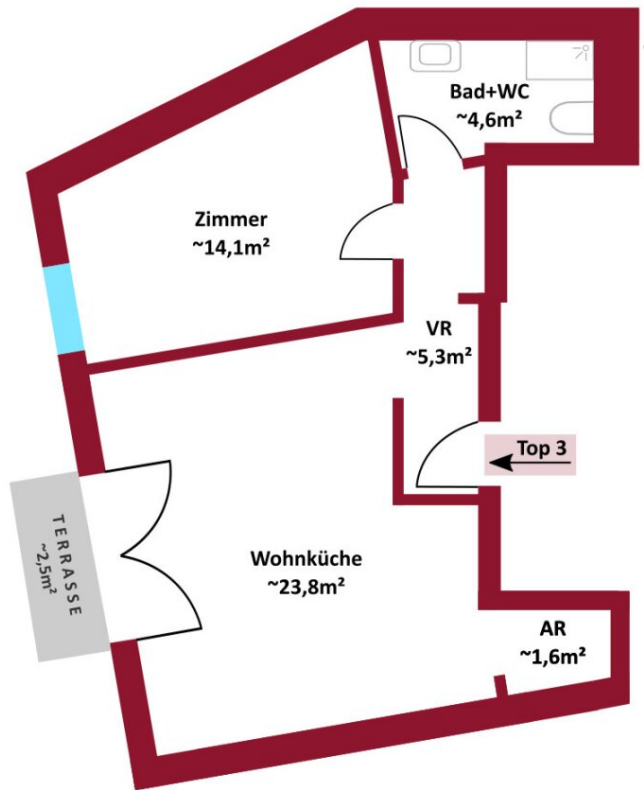 Bad+WC
~4,6m²
Zimmer
~14,1m²
VR
~5,3m²
Top 3
TERRASSE
~2,5m²
Wohnküche
~23,8m²
AR
~1,6m²